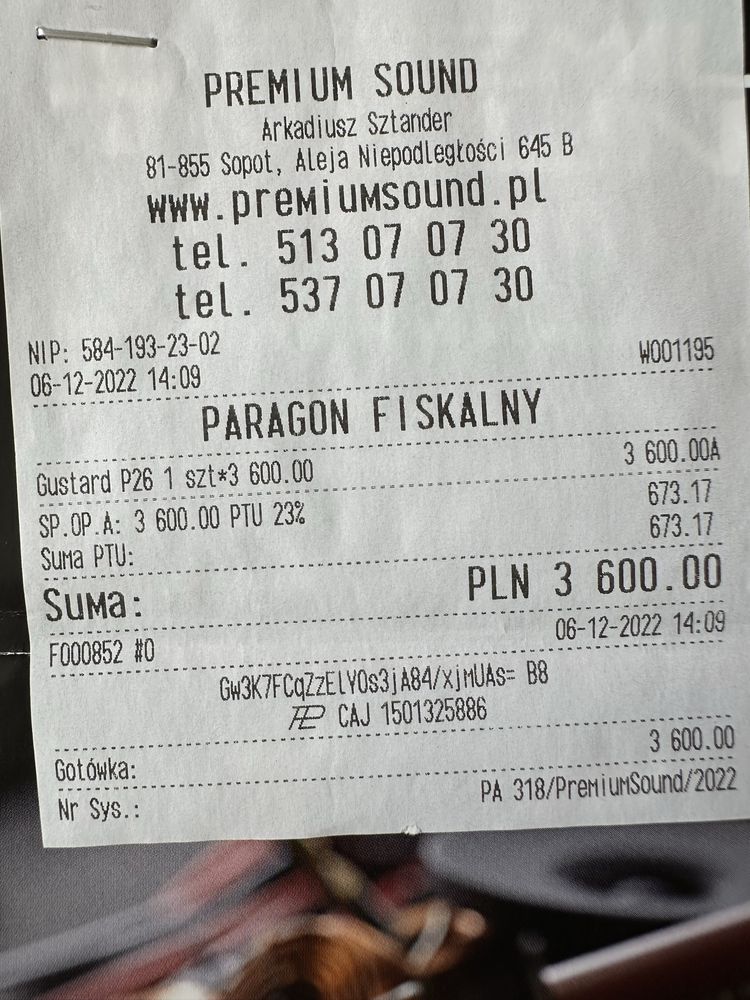 PREMIUM SOUND
Arkadiusz Sztander
81-855 Sopot, Aleja Niepodległości 645 B
www.premiumsound.pl
tel. 513 07 07 30
tel. 537 07 07 30
NIP: 584-193-23-02
06-12-2022 14:09 W001195
PARAGON FISKALNY
Gustard P26 1 szt*3 600.00 3 600.00A
SP.OP.A: 3 600.00 PTU 23% 673.17
Suma PTU: 673.17
Suma: PLN 3 600.00
F000852 #0 06-12-2022 14:09
Gw3K7FCqZzElYOs3jA84/xjmUAs= B8
CAJ 1501325886
Gotówka: 3 600.00
Nr Sys.: PA 318/PremiumSound/2022